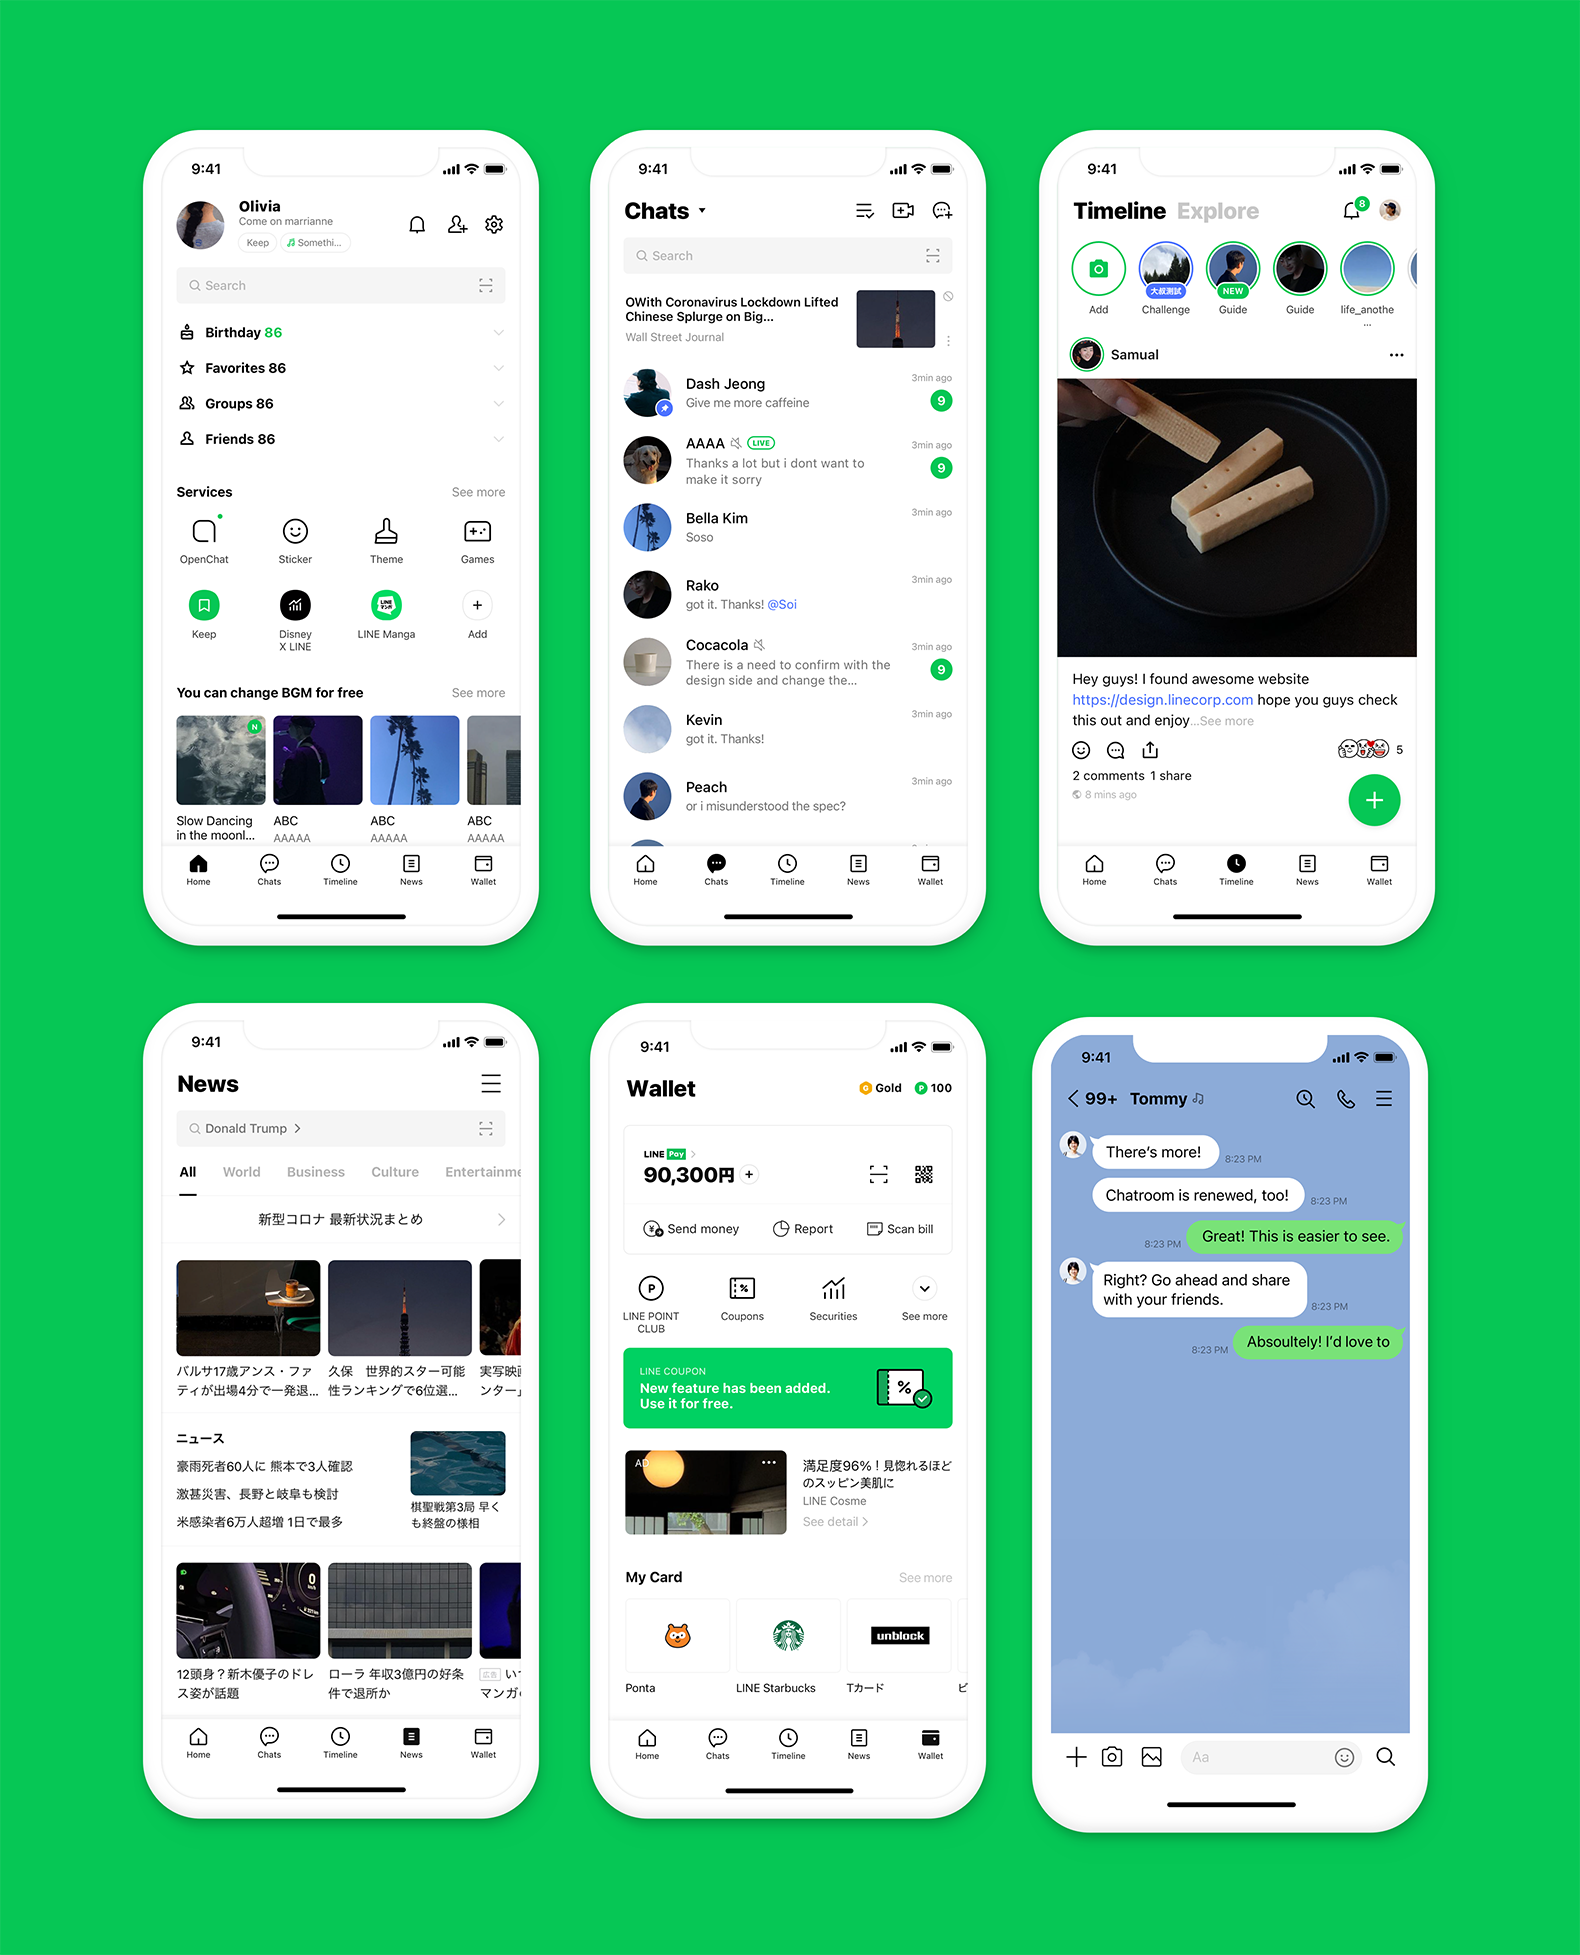 9:41
Olivia
Come on marrianne
Keep
Somethi...
Search
Birthday 86
Favorites 86
Groups 86
Friends 86
Services
See more
OpenChat
Sticker
Theme
Games
Keep
Disney
X LINE
LINE Manga
Add
You can change BGM for free
See more
N
Slow Dancing
in the moonl...
ABC
AAAAA
ABC
AAAAA
ABC
AAAAA
Home
Chats
Timeline
News
Wallet
9:41
Chats
Search
OWith Coronavirus Lockdown Lifted
Chinese Splurge on Big...
Wall Street Journal
Dash Jeong
3min ago
Give me more caffeine
9
AAAA
LIVE
3min ago
Thanks a lot but i dont want to
make it sorry
9
Bella Kim
3min ago
Soso
Rako
3min ago
got it. Thanks! @Soi
Cocacola
3min ago
There is a need to confirm with the
design side and change the...
9
Kevin
3min ago
got it. Thanks!
Peach
3min ago
or i misunderstood the spec?
Home
Chats
Timeline
News
Wallet
9:41
Timeline
Explore
8
大叔測試
NEW
Add
Challenge
Guide
Guide
life_anothe
...
Samual
Hey guys! I found awesome website
https://design.linecorp.com hope you guys check
this out and enjoy...See more
5
2 comments 1 share
8 mins ago
Home
Chats
Timeline
News
Wallet
9:41
News
Donald Trump
All
World
Business
Culture
Entertainme
新型コロナ 最新状況まとめ
バルサ17歳アンス・ファ
ティが出場4分で一発退...
久保　世界的スター可能
性ランキングで6位選...
実写映画
ンター」
ニュース
豪雨死者60人に 熊本で3人確認
激甚災害、長野と岐阜も検討
米感染者6万人超増 1日で最多
棋聖戦第3局 早く
も終盤の様相
0
12頭身？新木優子のドレ
ス姿が話題
ローラ 年収3億円の好条
件で退所か
広告
いつ
マンガ
Home
Chats
Timeline
News
Wallet
9:41
Wallet
Gold
P 100
LINE Pay
90,300円
Send money
Report
Scan bill
LINE POINT
CLUB
Coupons
Securities
See more
LINE COUPON
New feature has been added.
Use it for free.
AD
満足度96%！見惚れるほど
のスッピン美肌に
LINE Cosme
See detail
My Card
See more
unblock
Ponta
LINE Starbucks
Tカード
ビ
Home
Chats
Timeline
News
Wallet
9:41
99+
Tommy
There's more!
8:23 PM
Chatroom is renewed, too!
8:23 PM
8:23 PM
Great! This is easier to see.
Right? Go ahead and share
with your friends.
8:23 PM
8:23 PM
Absoultely! I'd love to
Aa